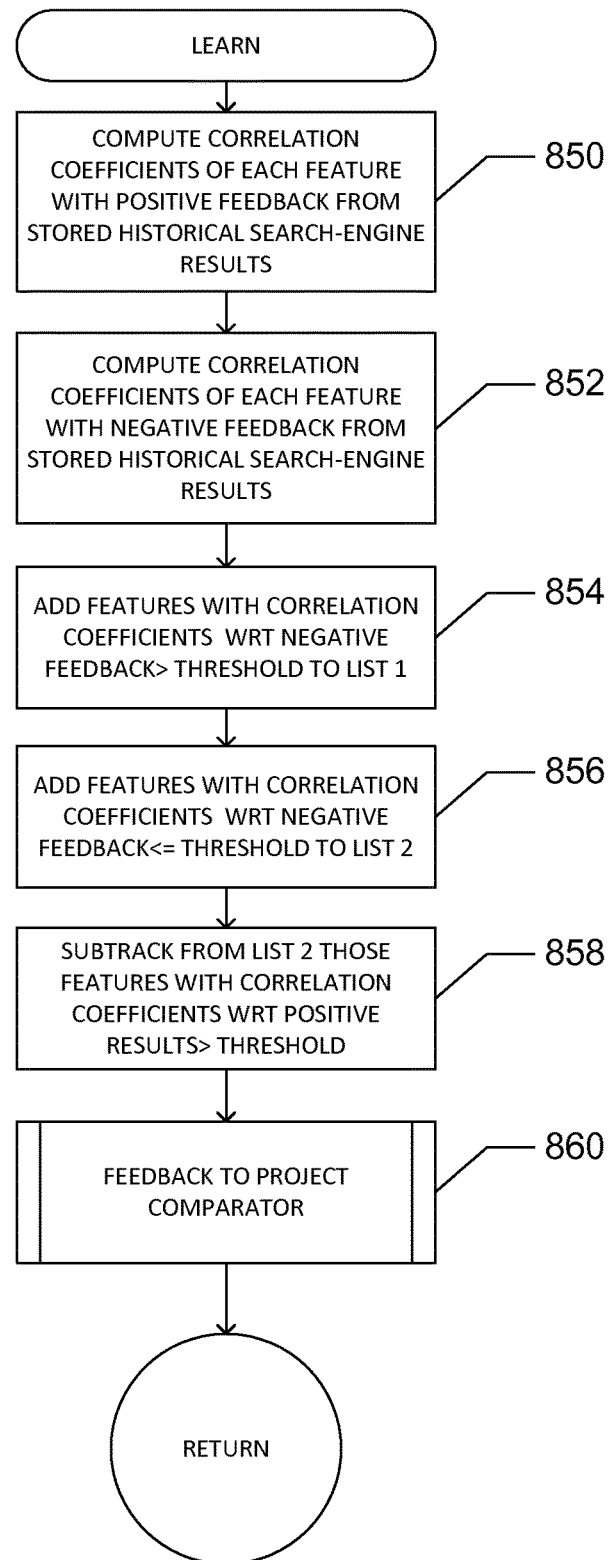 LEARN
COMPUTE CORRELATION
COEFFICIENTS OF EACH FEATURE
WITH POSITIVE FEEDBACK FROM
STORED HISTORICAL SEARCH-ENGINE
RESULTS
850
COMPUTE CORRELATION
COEFFICIENTS OF EACH FEATURE
WITH NEGATIVE FEEDBACK FROM
STORED HISTORICAL SEARCH-ENGINE
RESULTS
852
ADD FEATURES WITH CORRELATION
COEFFICIENTS WRT NEGATIVE
FEEDBACK> THRESHOLD TO LIST 1
854
ADD FEATURES WITH CORRELATION
COEFFICIENTS WRT NEGATIVE
FEEDBACK<= THRESHOLD TO LIST 2
856
SUBTRACK FROM LIST 2 THOSE
FEATURES WITH CORRELATION
COEFFICIENTS WRT POSITIVE
RESULTS> THRESHOLD
858
FEEDBACK TO PROJECT
COMPARATOR
860
RETURN